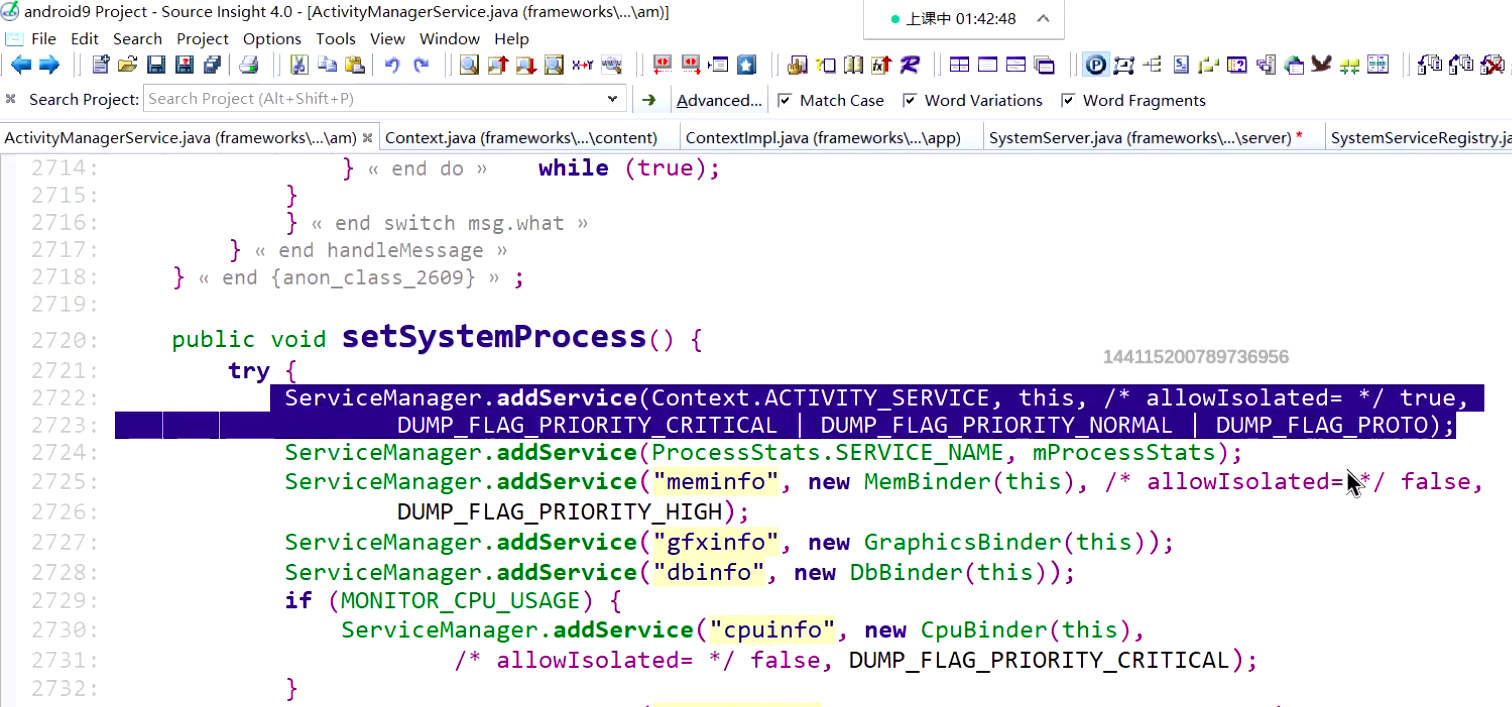 android9 Project - Source Insight 4.0 - [ActivityManagerService.java (frameworks\...\am)]
上课中 01:42:48
File Edit Search Project Options Tools View Window Help
Search Project: Search Project (Alt+Shift+P) Advanced... Match Case Word Variations Word Fragments
ActivityManagerService.java (frameworks\...\am) Context.java (frameworks\...\content) ContextImpl.java (frameworks\...\app) SystemServer.java (frameworks\...\server) * SystemServiceRegistry.ja
2714: } « end do » while (true);
2715: }
2716: } « end switch msg.what »
2717: } « end handleMessage »
2718: } « end {anon_class_2609} » ;
2719:
2720: public void setSystemProcess() {
144115200789736956
2721: try {
2722: ServiceManager.addService(Context.ACTIVITY_SERVICE, this, /* allowIsolated= */ true,
2723: DUMP_FLAG_PRIORITY_CRITICAL | DUMP_FLAG_PRIORITY_NORMAL | DUMP_FLAG_PROTO);
2724: ServiceManager.addService(ProcessStats.SERVICE_NAME, mProcessStats);
2725: ServiceManager.addService("meminfo", new MemBinder(this), /* allowIsolated= */ false,
2726: DUMP_FLAG_PRIORITY_HIGH);
2727: ServiceManager.addService("gfxinfo", new GraphicsBinder(this));
2728: ServiceManager.addService("dbinfo", new DbBinder(this));
2729: if (MONITOR_CPU_USAGE) {
2730: ServiceManager.addService("cpuinfo", new CpuBinder(this),
2731: /* allowIsolated= */ false, DUMP_FLAG_PRIORITY_CRITICAL);
2732: }